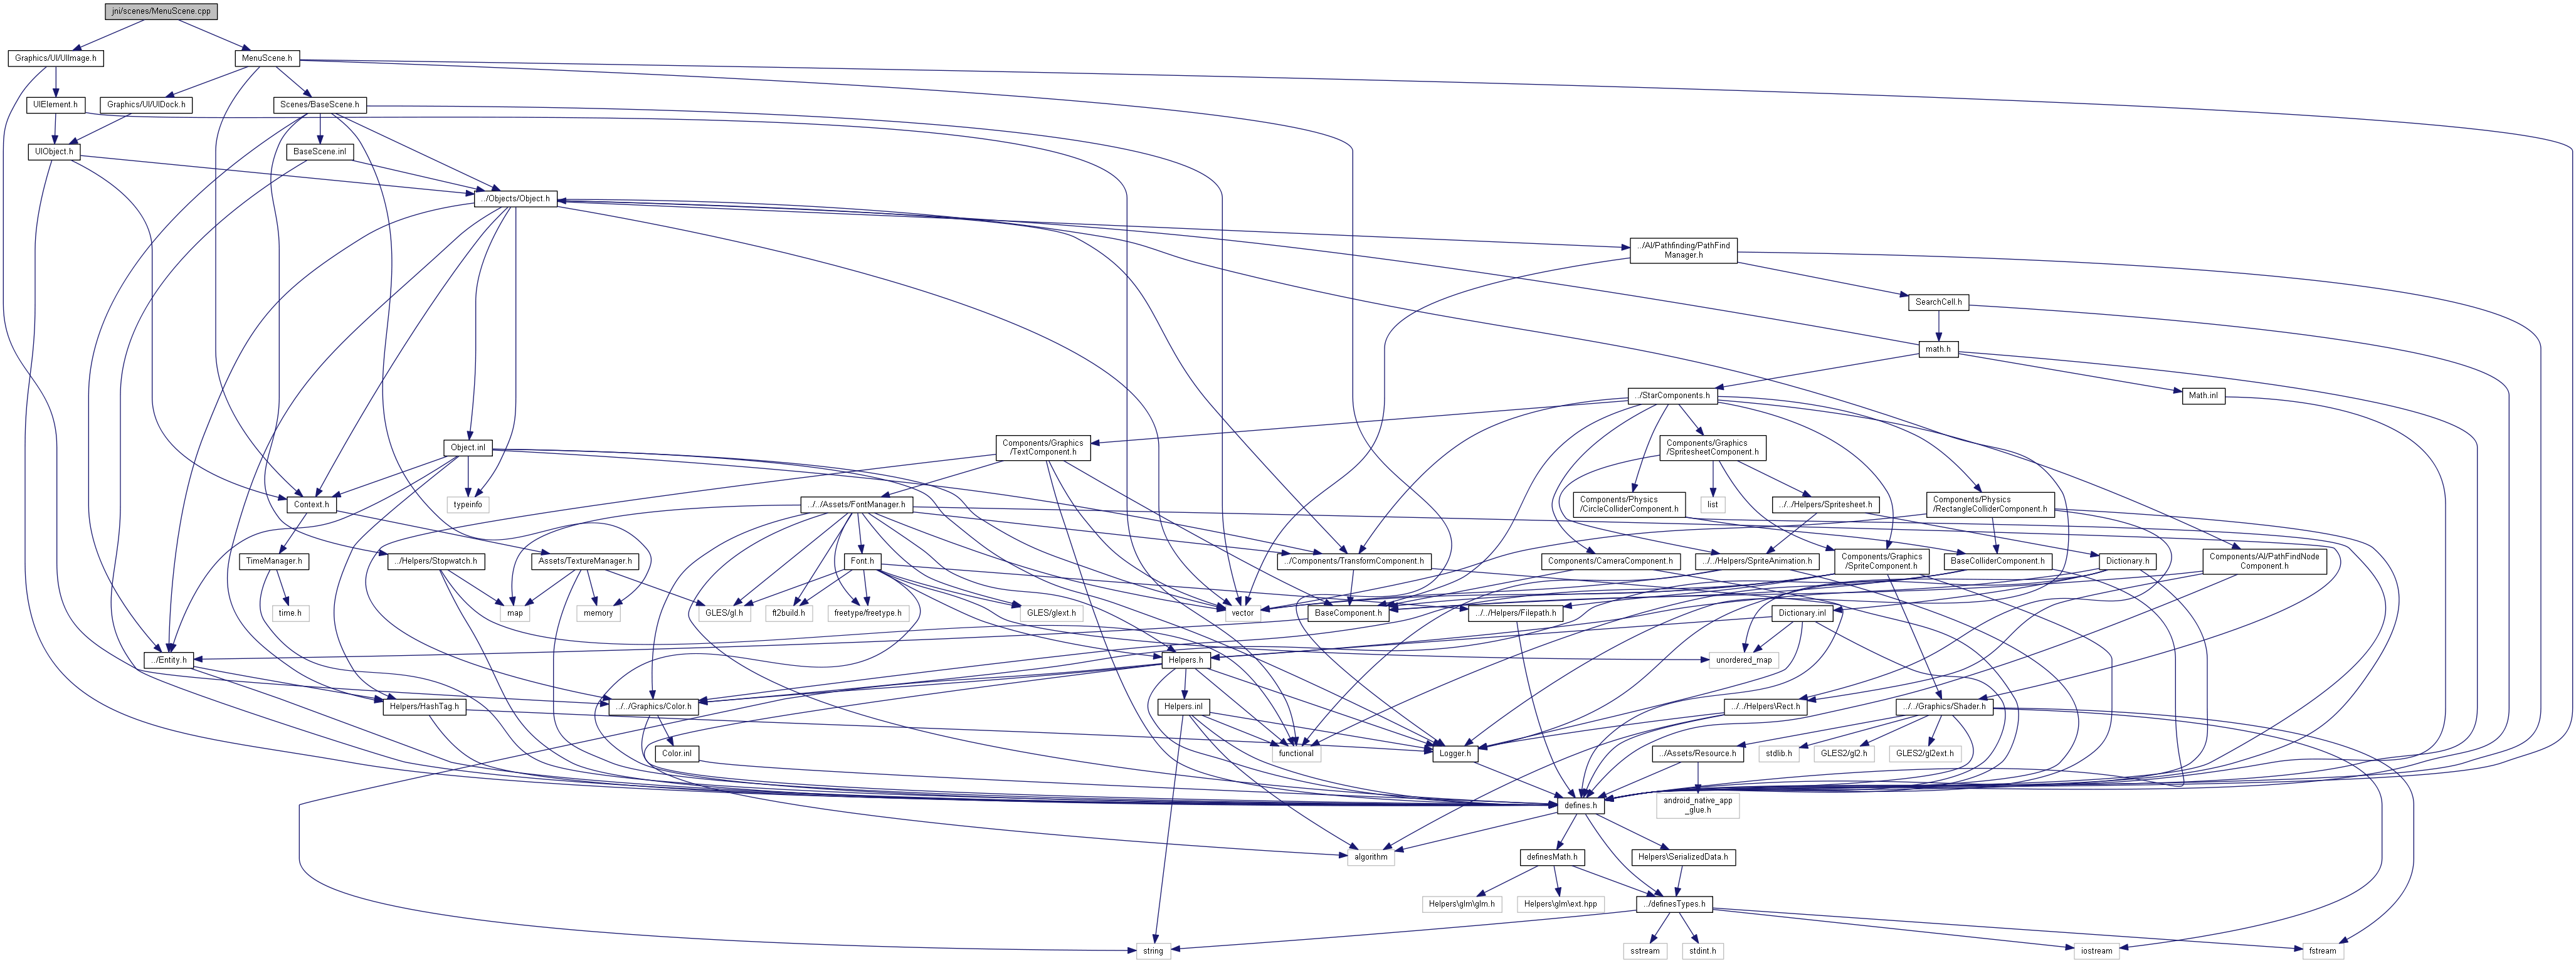 jni/scenes/MenuScene.cpp
Graphics/UI/UIImage.h
MenuScene.h
UIElement.h
Graphics/UI/UIDock.h
Scenes/BaseScene.h
UIObject.h
BaseScene.inl
../Objects/Object.h
../AI/Pathfinding/PathFind
Manager.h
SearchCell.h
math.h
../StarComponents.h
Math.inl
Object.inl
Components/Graphics
/TextComponent.h
Components/Graphics
/SpritesheetComponent.h
Context.h
typeinfo
../../Assets/FontManager.h
Components/Physics
/CircleColliderComponent.h
list
../../Helpers/Spritesheet.h
Components/Physics
/RectangleColliderComponent.h
TimeManager.h
../Helpers/Stopwatch.h
Assets/TextureManager.h
Font.h
../Components/TransformComponent.h
Components/CameraComponent.h
../../Helpers/SpriteAnimation.h
Components/Graphics
/SpriteComponent.h
BaseColliderComponent.h
Dictionary.h
Components/AI/PathFindNode
Component.h
time.h
map
memory
GLES/gl.h
ft2build.h
freetype/freetype.h
GLES/glext.h
vector
BaseComponent.h
../../Helpers/Filepath.h
Dictionary.inl
../Entity.h
Helpers.h
unordered_map
Helpers/HashTag.h
../../Graphics/Color.h
Helpers.inl
../../Helpers\Rect.h
../../Graphics/Shader.h
Color.inl
functional
Logger.h
../Assets/Resource.h
stdlib.h
GLES2/gl2.h
GLES2/gl2ext.h
defines.h
android_native_app
_glue.h
algorithm
definesMath.h
Helpers\SerializedData.h
Helpers\glm\glm.h
Helpers\glm\ext.hpp
../definesTypes.h
string
sstream
stdint.h
iostream
fstream